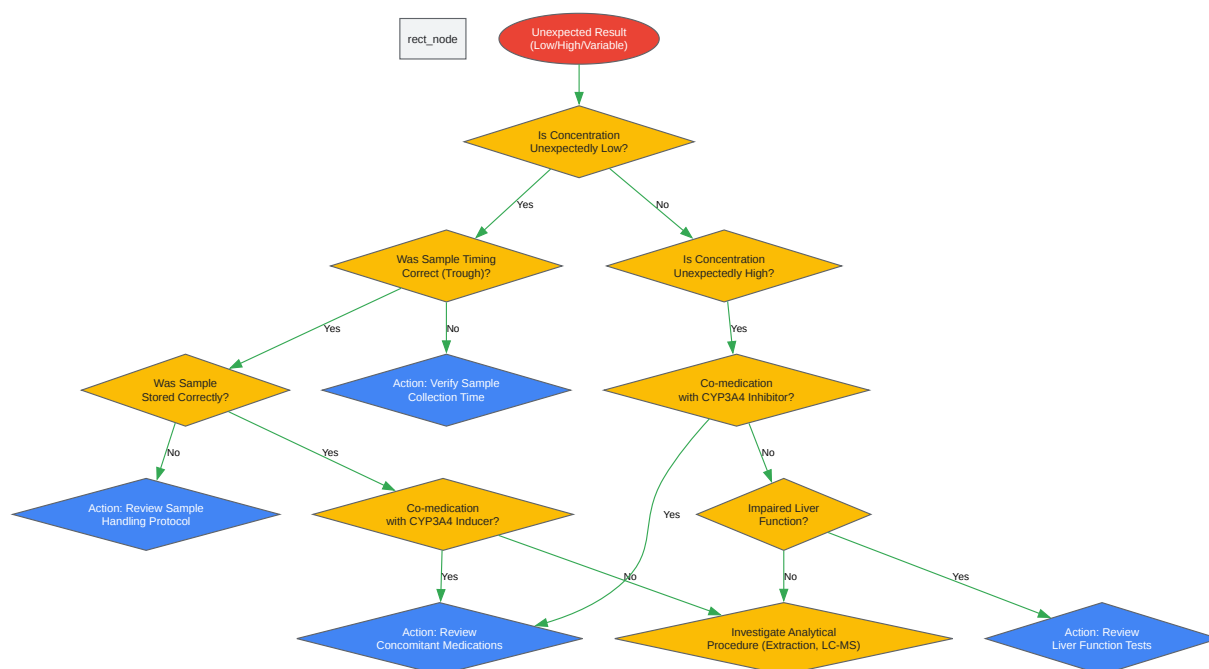 rect_node
Unexpected Result
(Low/High/Variable)
Is Concentration
Unexpectedly Low?
Yes
No
Was Sample Timing
Correct (Trough)?
Is Concentration
Unexpectedly High?
Yes
No
Yes
Was Sample
Stored Correctly?
Action: Verify Sample
Collection Time
Co-medication
with CYP3A4 Inhibitor?
No
Yes
No
Action: Review Sample
Handling Protocol
Co-medication
with CYP3A4 Inducer?
Yes
Impaired Liver
Function?
Yes
No
No
Yes
Action: Review
Concomitant Medications
Investigate Analytical
Procedure (Extraction, LC-MS)
Action: Review
Liver Function Tests